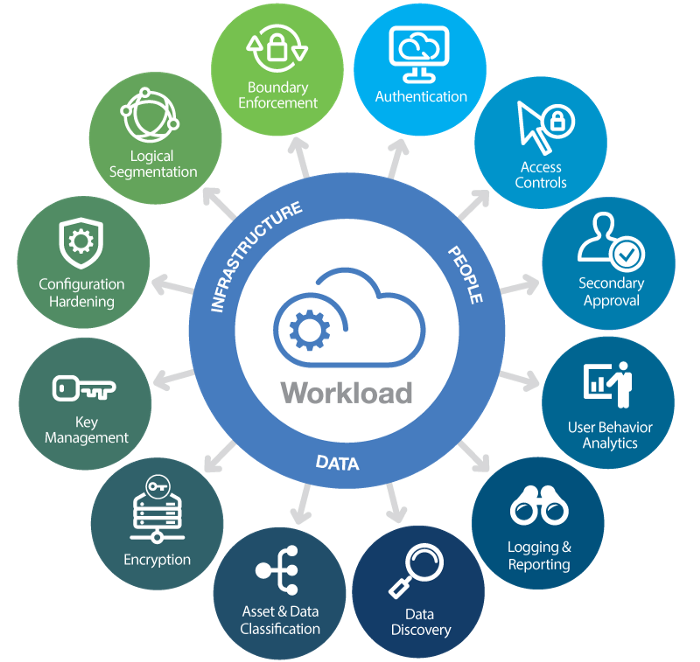 Boundary
Enforcement
Authentication
Access
Controls
Secondary
Approval
User Behavior
Analytics
Logging &
Reporting
Data
Discovery
Asset & Data
Classification
Encryption
Key
Management
Configuration
Hardening
Logical
Segmentation
INFRASTRUCTURE
PEOPLE
DATA
Workload